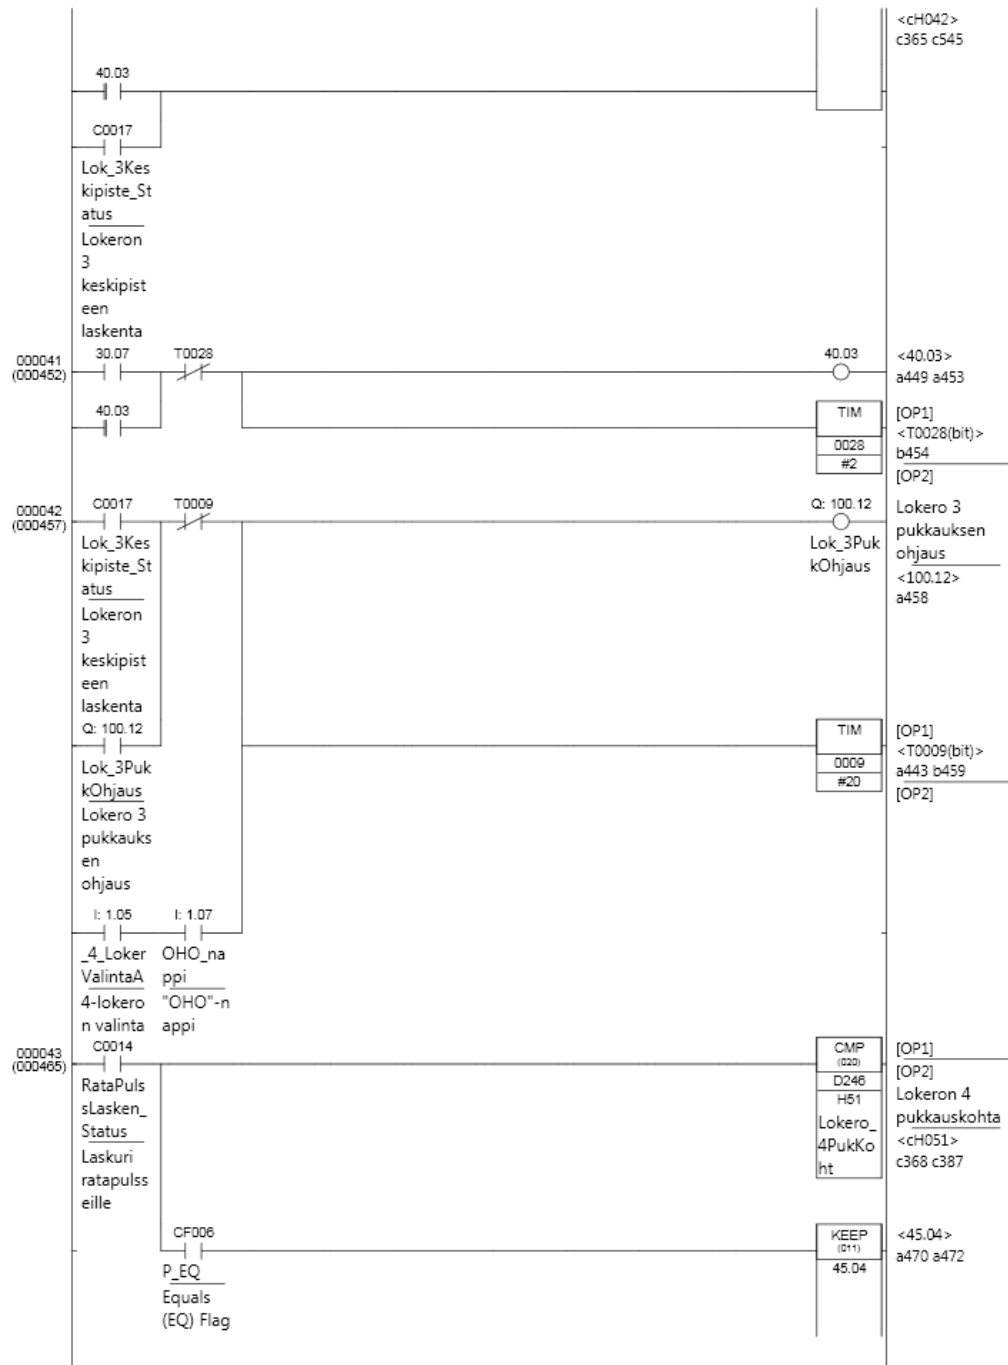 <cH042>
c365 c545
40.03
C0017
Lok_3Kes
kipiste_St
atus
Lokeron
3
keskipist
een
laskenta
000041
(000452)
30.07
T0028
40.03
<40.03>
a449 a453
40.03
TIM
0028
#2
[OP1]
<T0028(bit)>
b454
[OP2]
000042
(000457)
C0017
T0009
Q: 100.12
Lok_3Puk
kOhjaus
Lokero 3
pukkauksen
ohjaus
<100.12>
a458
Lok_3Kes
kipiste_St
atus
Lokeron
3
keskipist
een
laskenta
Q: 100.12
Lok_3Puk
kOhjaus
Lokero 3
pukkauks
en
ohjaus
TIM
0009
#20
[OP1]
<T0009(bit)>
a443 b459
[OP2]
I: 1.05
I: 1.07
_4_Loker
ValintaA
4-lokero
n valinta
OHO_na
ppi
"OHO"-n
appi
000043
(000465)
C0014
RataPuls
sLasken_
Status
Laskuri
ratapulss
eille
CMP
(020)
D246
H51
Lokero_
4PukKo
ht
[OP1]
[OP2]
Lokeron 4
pukkauskohta
<cH051>
c368 c387
CF006
P_EQ
Equals
(EQ) Flag
KEEP
(011)
45.04
<45.04>
a470 a472